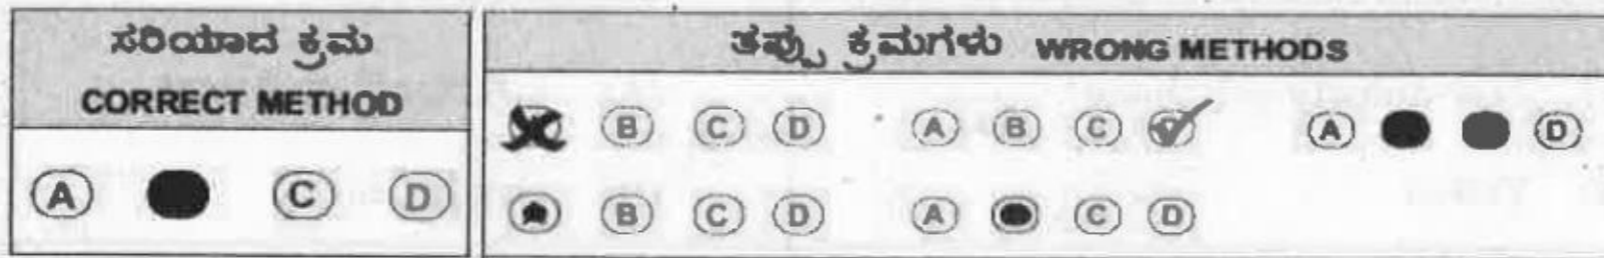 ಸರಿಯಾದ ಕ್ರಮ
CORRECT METHOD
A C D
ತಪ್ಪು ಕ್ರಮಗಳು WRONG METHODS
B C D A B C A D
B C D A C D